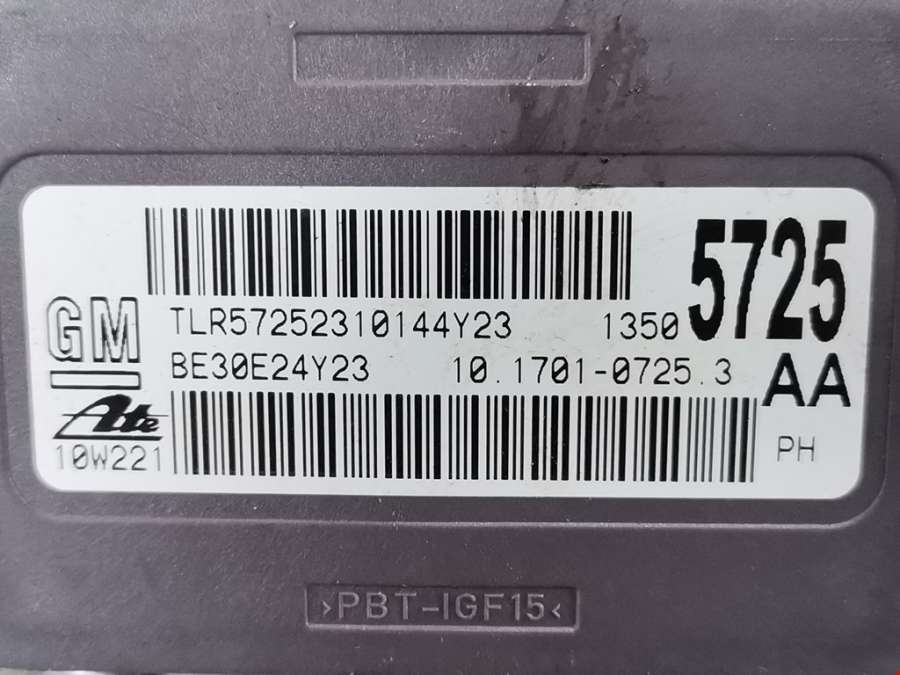 GM
TLR57252310144Y23
1350 5725
BE30E24Y23
10.1701-0725.3
AA
Ate
10W221
PH
>PBT-IGF15<